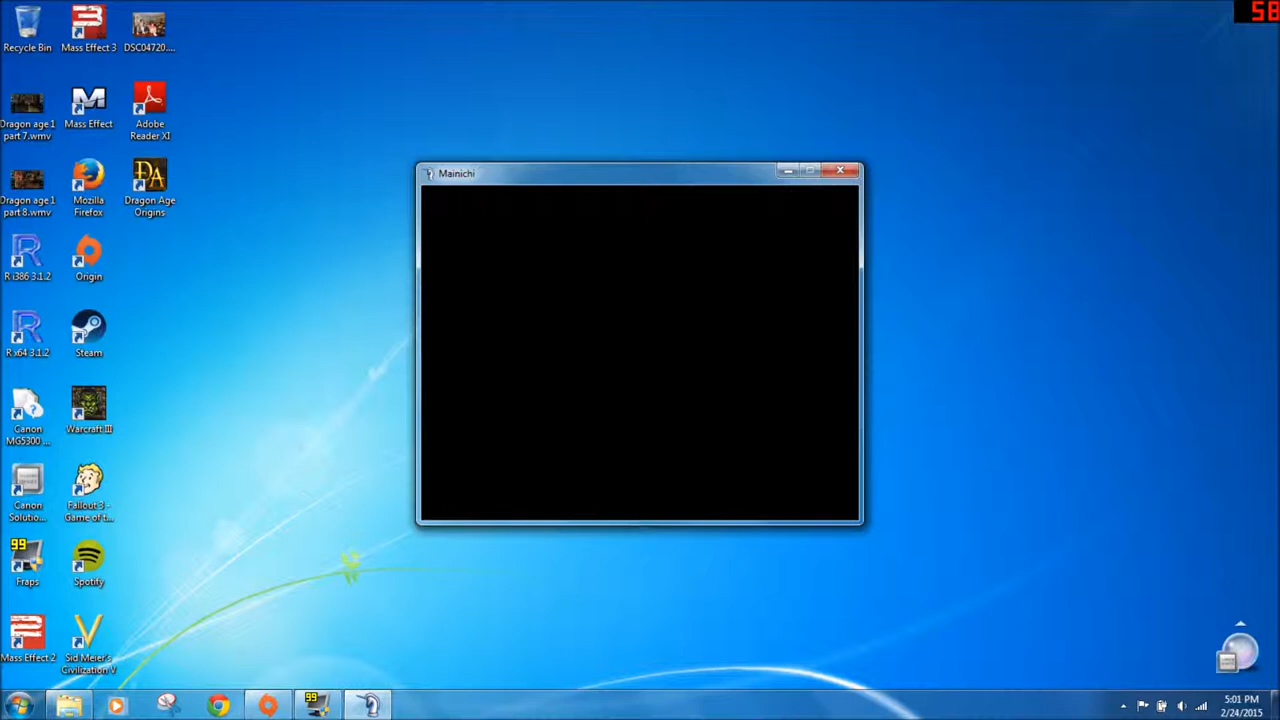 58
Recycle Bin
Mass Effect 3
DSC04720....
Dragon age 1
part 7.wmv
Mass Effect
Adobe
Reader XI
Dragon age 1
part 8.wmv
Mozilla
Firefox
Dragon Age
Origins
R i386 3.1.2
Origin
R x64 3.1.2
Steam
Canon
MG5300 ...
Warcraft III
Canon
Solutio...
Fallout 3 -
Game of t...
99
Fraps
Spotify
Mass Effect 2
Sid Meier's
Civilization V
Mainichi
99
5:01 PM
2/24/2015